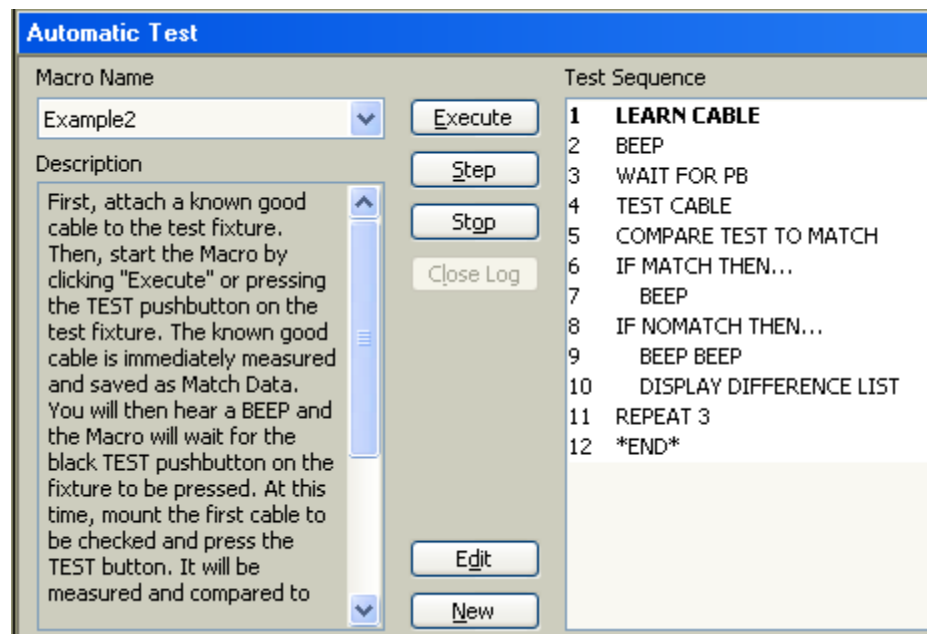 Automatic Test
Macro Name
Example2
Description
First, attach a known good
cable to the test fixture.
Then, start the Macro by
clicking "Execute" or pressing
the TEST pushbutton on the
test fixture. The known good
cable is immediately measured
and saved as Match Data.
You will then hear a BEEP and
the Macro will wait for the
black TEST pushbutton on the
fixture to be pressed. At this
time, mount the first cable to
be checked and press the
TEST button. It will be
measured and compared to
Execute
Step
Stop
Close Log
Edit
New
Test Sequence
1 LEARN CABLE
2 BEEP
3 WAIT FOR PB
4 TEST CABLE
5 COMPARE TEST TO MATCH
6 IF MATCH THEN...
7 BEEP
8 IF NOMATCH THEN...
9 BEEP BEEP
10 DISPLAY DIFFERENCE LIST
11 REPEAT 3
12 *END*